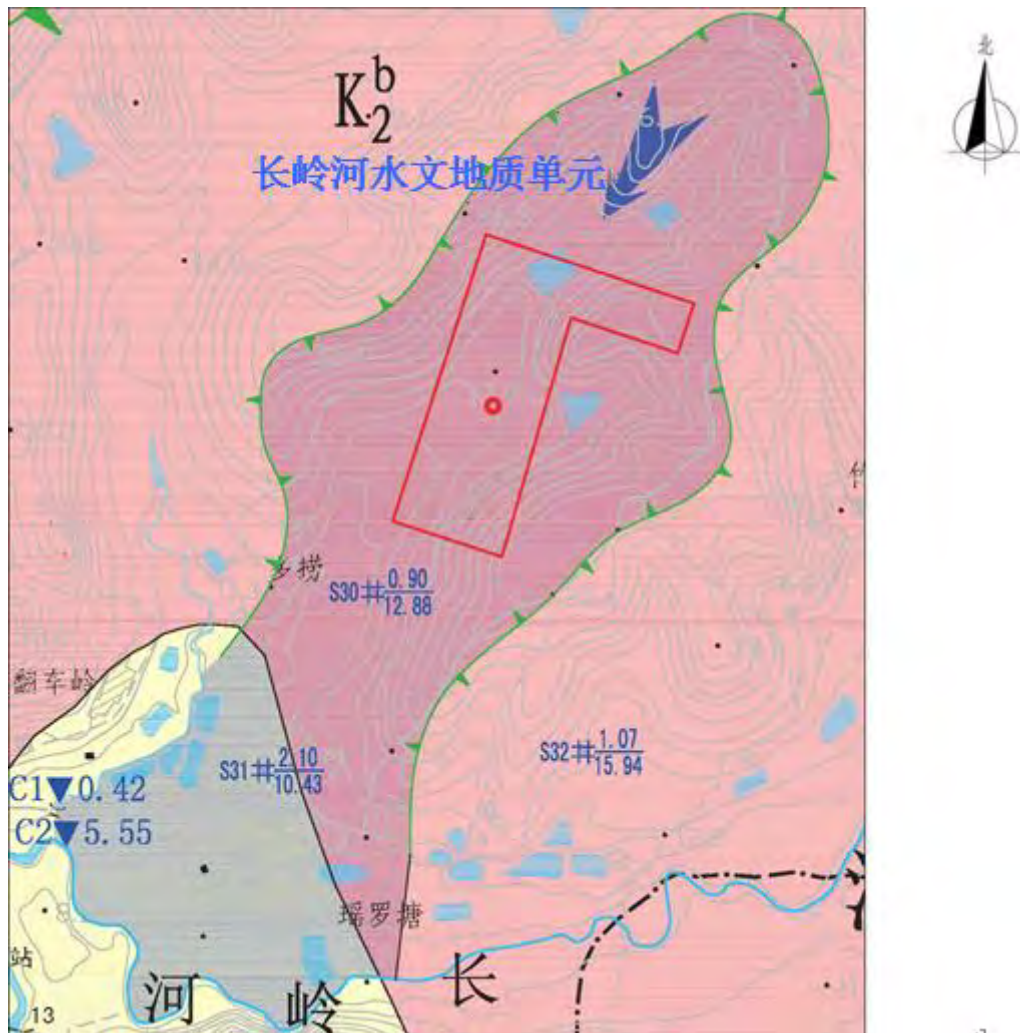 北
K₂ᵇ
长岭河水文地质单元
S30井 0.90
12.88
翻车岭
S31井 2.10
10.43
S32井 1.07
15.94
C1▼0.42
C2▼5.55
瑶罗塘
站
河岭长
13